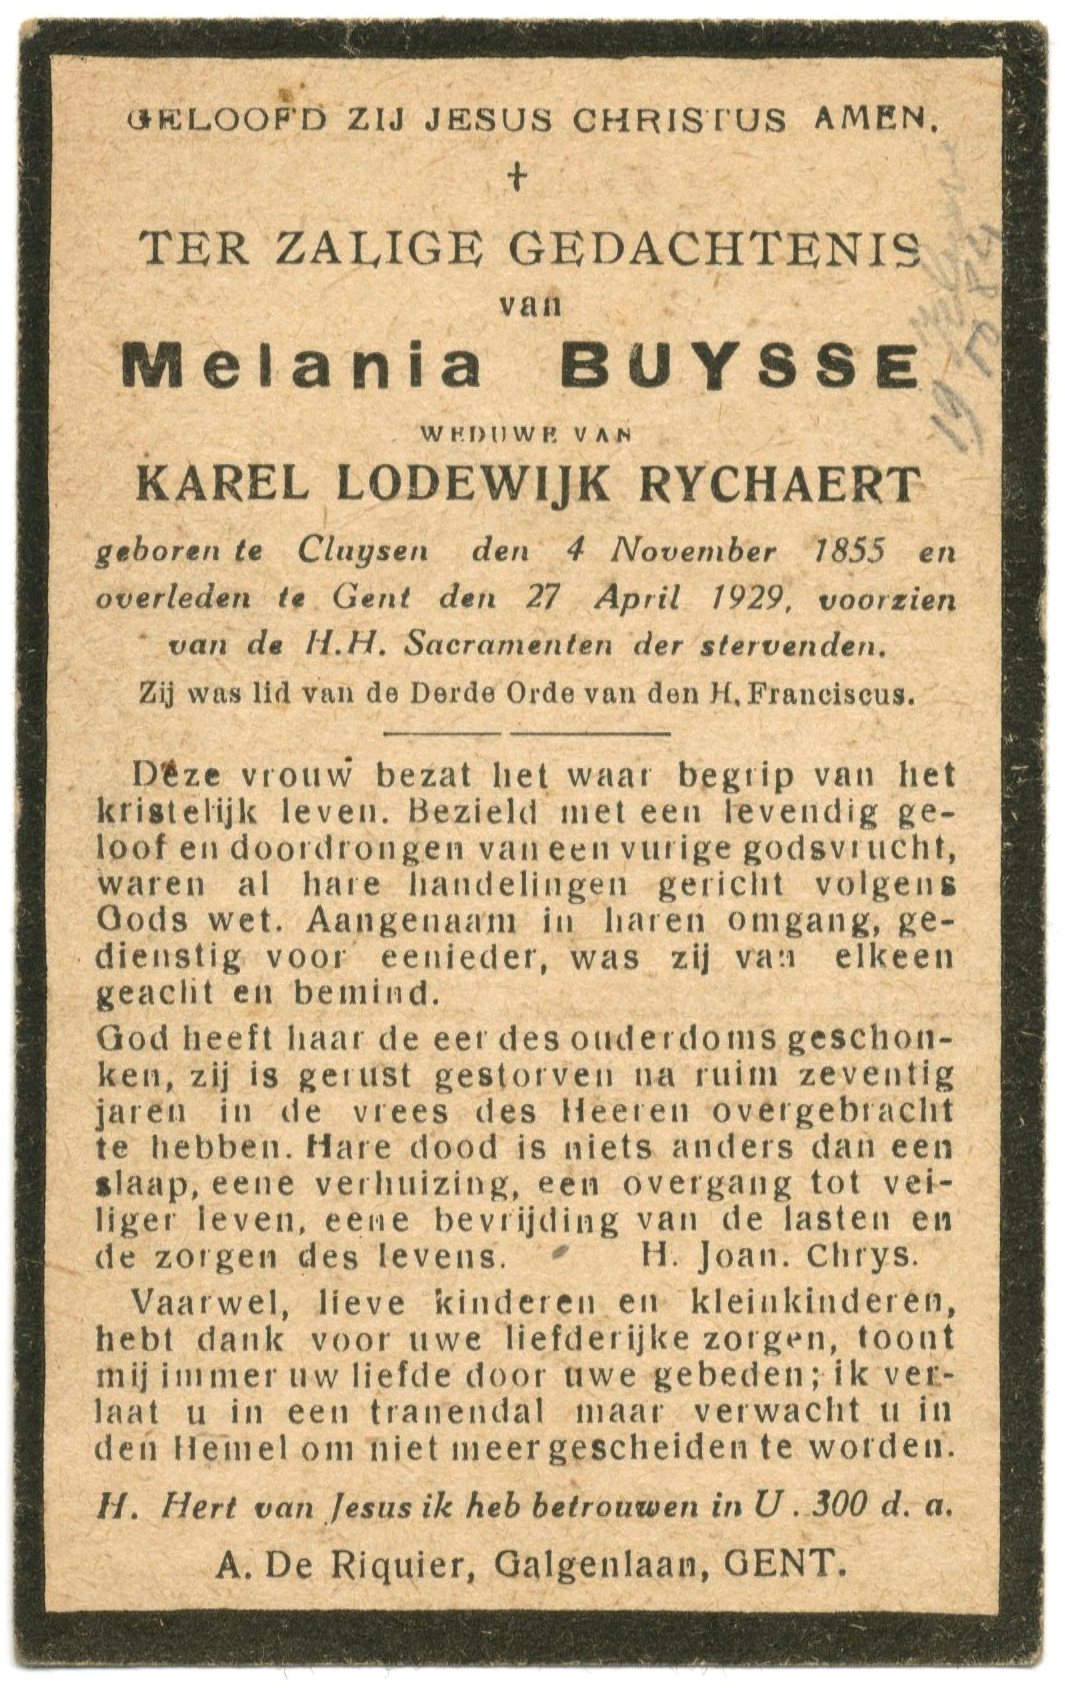 GELOOFD ZIJ JESUS CHRISTUS AMEN.
TER ZALIGE GEDACHTENIS
van
Melania BUYSSE
WEDUWE VAN
KAREL LODEWIJK RYCHAERT
geboren te Cluysen den 4 November 1855 en
overleden te Gent den 27 April 1929, voorzien
van de H.H. Sacramenten der stervenden.
Zij was lid van de Derde Orde van den H. Franciscus.
Deze vrouw bezat het waar begrip van het
kristelijk leven. Bezield met een levendig ge-
loof en doordrongen van een vurige godsvrucht,
waren al hare handelingen gericht volgens
Gods wet. Aangenaam in haren omgang, ge-
dienstig voor eenieder, was zij van elkeen
geacht en bemind.
God heeft haar de eer des ouderdoms geschon-
ken, zij is gerust gestorven na ruim zeventig
jaren in de vrees des Heeren overgebracht
te hebben. Hare dood is niets anders dan een
slaap, eene verhuizing, een overgang tot vei-
liger leven, eene bevrijding van de lasten en
de zorgen des levens. H. Joan. Chrys.
Vaarwel, lieve kinderen en kleinkinderen,
hebt dank voor uwe liefderijke zorgen, toont
mij immer uw liefde door uwe gebeden; ik ver-
laat u in een tranendal maar verwacht u in
den Hemel om niet meer gescheiden te worden.
H. Hert van Jesus ik heb betrouwen in U. 300 d. a.
A. De Riquier, Galgenlaan, GENT.